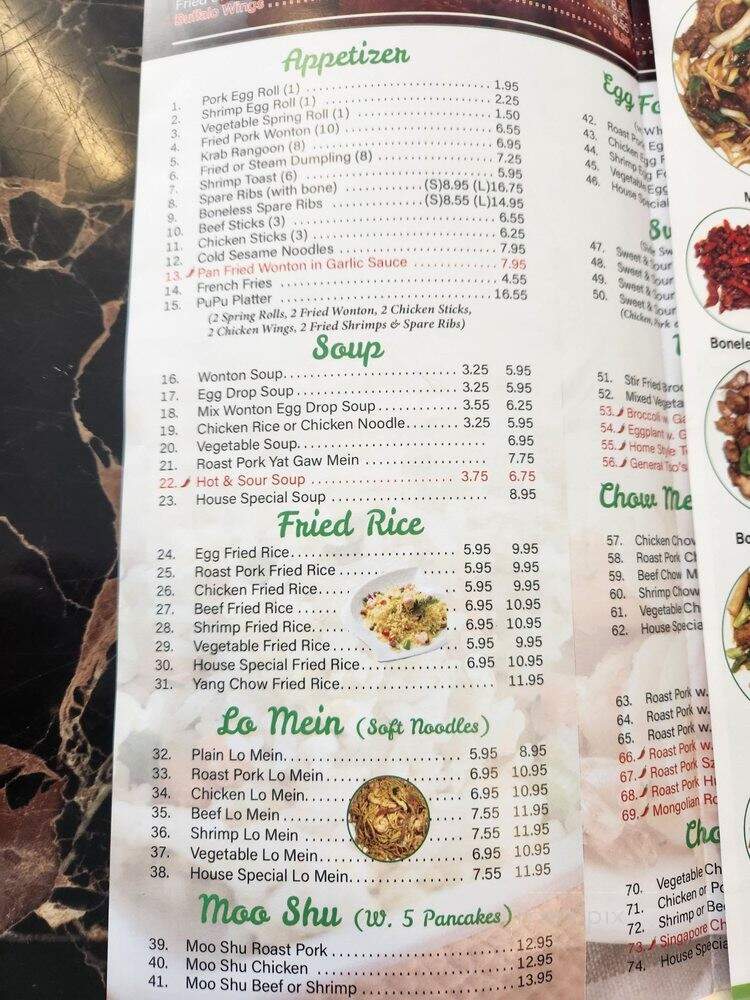 Buffalo Wings
Appetizer
1. Pork Egg Roll (1) 1.95
2. Shrimp Egg Roll (1) 2.25
3. Vegetable Spring Roll (1) 1.50
4. Fried Pork Wonton (10) 6.55
5. Krab Rangoon (8) 6.95
6. Fried or Steam Dumpling (8) 7.25
7. Shrimp Toast (6) 5.95
8. Spare Ribs (with bone) (S)8.95 (L)16.75
9. Boneless Spare Ribs (S)8.55 (L)14.95
10. Beef Sticks (3) 6.55
11. Chicken Sticks (3) 6.25
12. Cold Sesame Noodles 7.95
13. Pan Fried Wonton in Garlic Sauce 7.95
14. French Fries 4.55
15. PuPu Platter 16.55
(2 Spring Rolls, 2 Fried Wonton, 2 Chicken Sticks,
2 Chicken Wings, 2 Fried Shrimps & Spare Ribs)
Soup
16. Wonton Soup 3.25 5.95
17. Egg Drop Soup 3.25 5.95
18. Mix Wonton Egg Drop Soup 3.55 6.25
19. Chicken Rice or Chicken Noodle 3.25 5.95
20. Vegetable Soup 6.95
21. Roast Pork Yat Gaw Mein 7.75
22. Hot & Sour Soup 3.75 6.75
23. House Special Soup 8.95
Fried Rice
24. Egg Fried Rice 5.95 9.95
25. Roast Pork Fried Rice 5.95 9.95
26. Chicken Fried Rice 5.95 9.95
27. Beef Fried Rice 6.95 10.95
28. Shrimp Fried Rice 6.95 10.95
29. Vegetable Fried Rice 5.95 9.95
30. House Special Fried Rice 6.95 10.95
31. Yang Chow Fried Rice 11.95
Lo Mein (Soft Noodles)
32. Plain Lo Mein 5.95 8.95
33. Roast Pork Lo Mein 6.95 10.95
34. Chicken Lo Mein 6.95 10.95
35. Beef Lo Mein 7.55 11.95
36. Shrimp Lo Mein 7.55 11.95
37. Vegetable Lo Mein 6.95 10.95
38. House Special Lo Mein 7.55 11.95
Moo Shu (W. 5 Pancakes)
39. Moo Shu Roast Pork 12.95
40. Moo Shu Chicken 12.95
41. Moo Shu Beef or Shrimp 13.95
Egg Fo
42. Roast Pork
43. Chicken Egg F
44. Shrimp Egg Fo
45. Vegetable Egg
46. House Special
47. Sweet & Sour
48. Sweet & Sour
49. Sweet & Sour
50. Sweet & Sour
51. Stir Fried Broc
52. Mixed Vegeta
53. Broccoli w. Ga
54. Eggplant w. G
55. Home Style T
56. General Tso's
Chow Me
57. Chicken Chow
58. Roast Pork Ch
59. Beef Chow M
60. Shrimp Chow
61. Vegetable Ch
62. House Specia
63. Roast Pork w.
64. Roast Pork w.
65. Roast Pork w.
66. Roast Pork w.
67. Roast Pork Sz
68. Roast Pork Hu
69. Mongolian Ro
Cho
70. Vegetable Ch
71. Chicken or Po
72. Shrimp or Bee
73. Singapore Ch
74. House Specia
Bonele